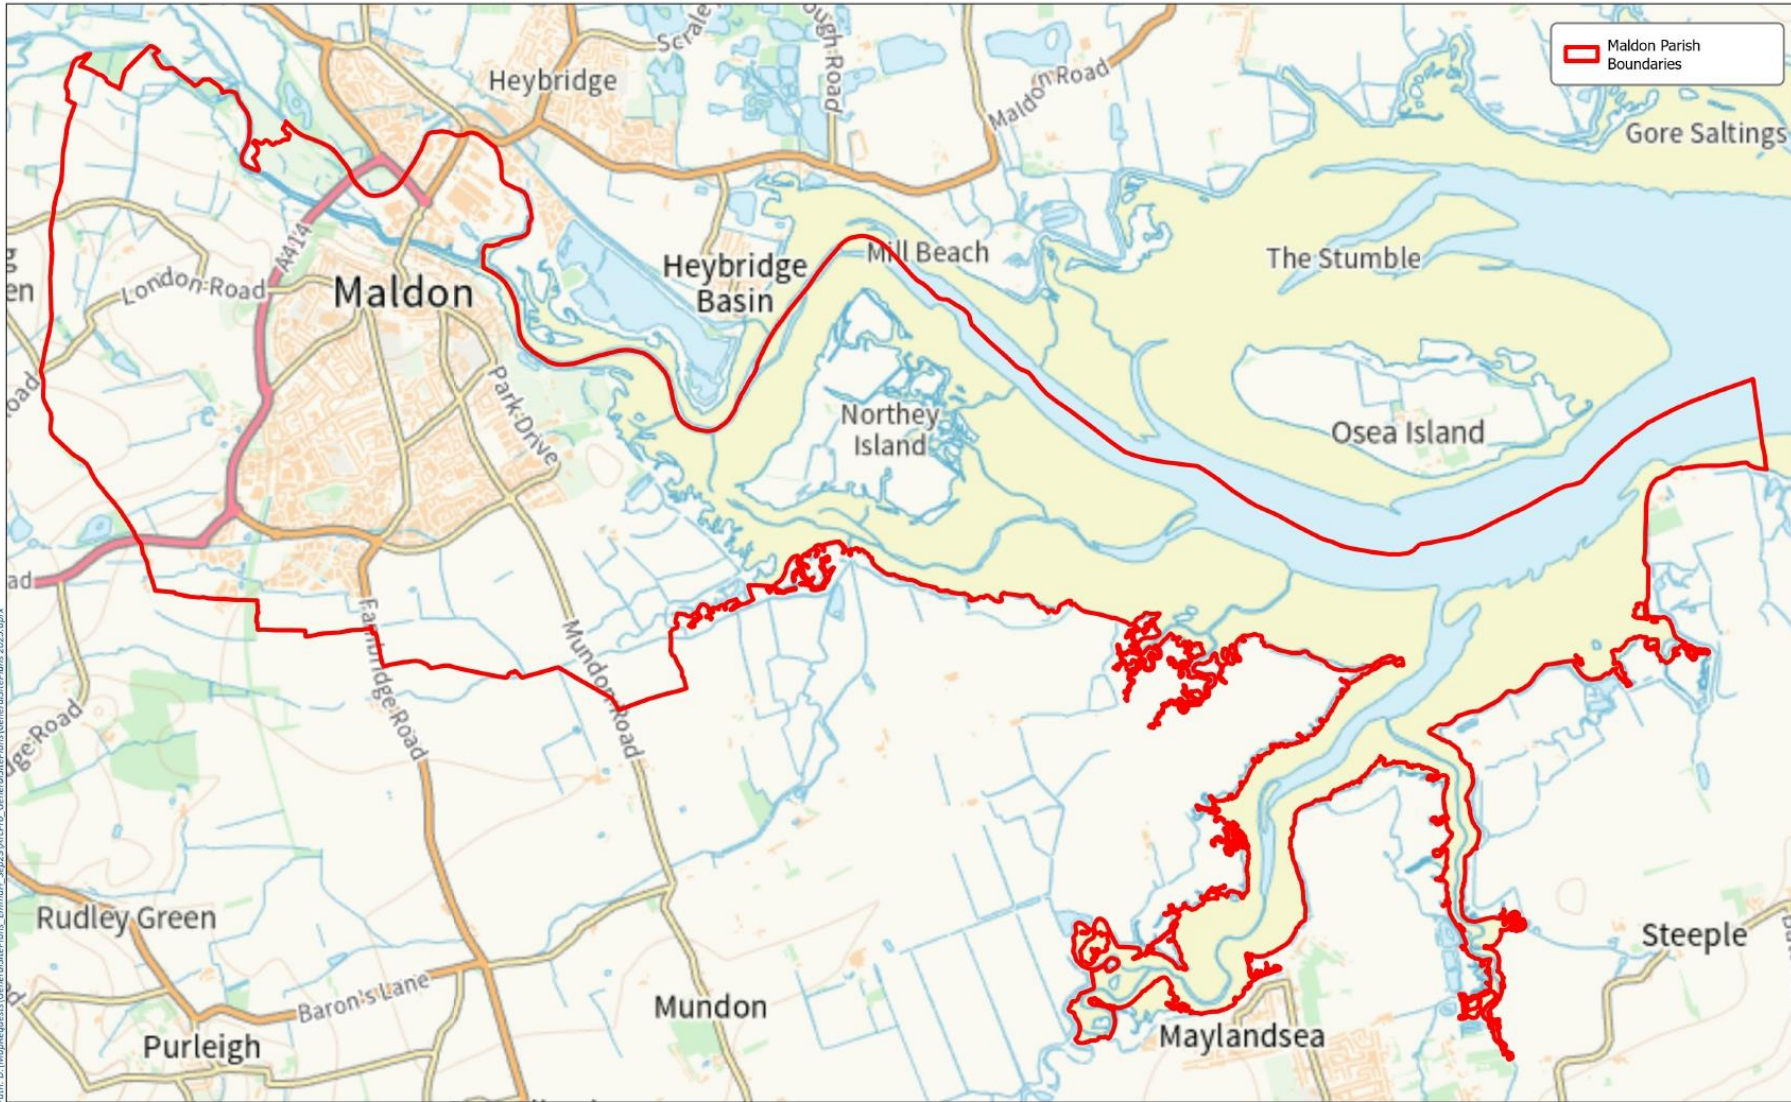 Maldon Parish
Boundaries
Heybridge
Maldon Road
Gore Saltings
The Stumble
Mill Beach
Heybridge
Basin
A414
London Road
Maldon
Park Drive
Northey
Island
Osea Island
Fambridge Road
Mundon Road
Rudley Green
Baron's Lane
Purleigh
Mundon
Maylandsea
Steeple